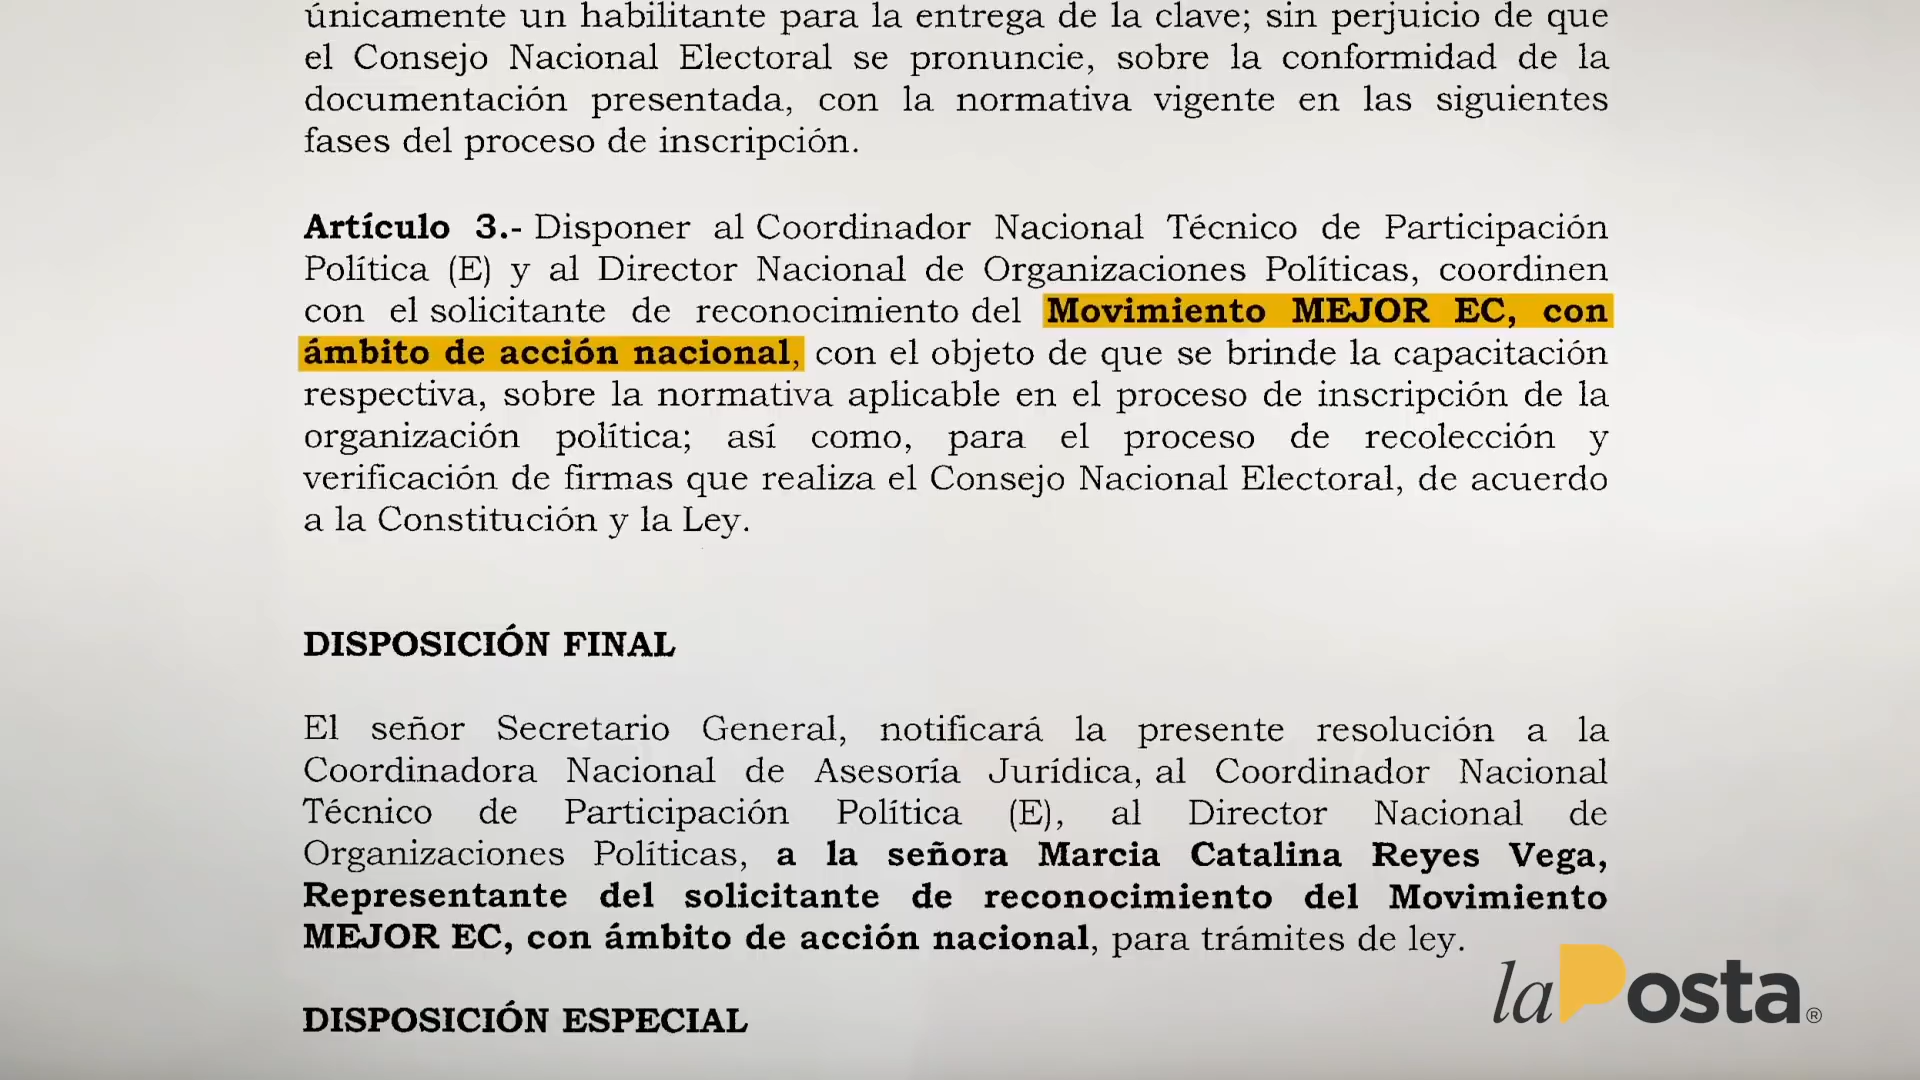 únicamente un habilitante para la entrega de la clave; sin perjuicio de que
el Consejo Nacional Electoral se pronuncie, sobre la conformidad de la
documentación presentada, con la normativa vigente en las siguientes
fases del proceso de inscripción.
Artículo 3.- Disponer al Coordinador Nacional Técnico de Participación
Política (E) y al Director Nacional de Organizaciones Políticas, coordinen
con el solicitante de reconocimiento del Movimiento MEJOR EC, con
ámbito de acción nacional, con el objeto de que se brinde la capacitación
respectiva, sobre la normativa aplicable en el proceso de inscripción de la
organización política; así como, para el proceso de recolección y
verificación de firmas que realiza el Consejo Nacional Electoral, de acuerdo
a la Constitución y la Ley.
DISPOSICIÓN FINAL
El señor Secretario General, notificará la presente resolución a la
Coordinadora Nacional de Asesoría Jurídica, al Coordinador Nacional
Técnico de Participación Política (E), al Director Nacional de
Organizaciones Políticas, a la señora Marcia Catalina Reyes Vega,
Representante del solicitante de reconocimiento del Movimiento
MEJOR EC, con ámbito de acción nacional, para trámites de ley.
DISPOSICIÓN ESPECIAL
laPosta®